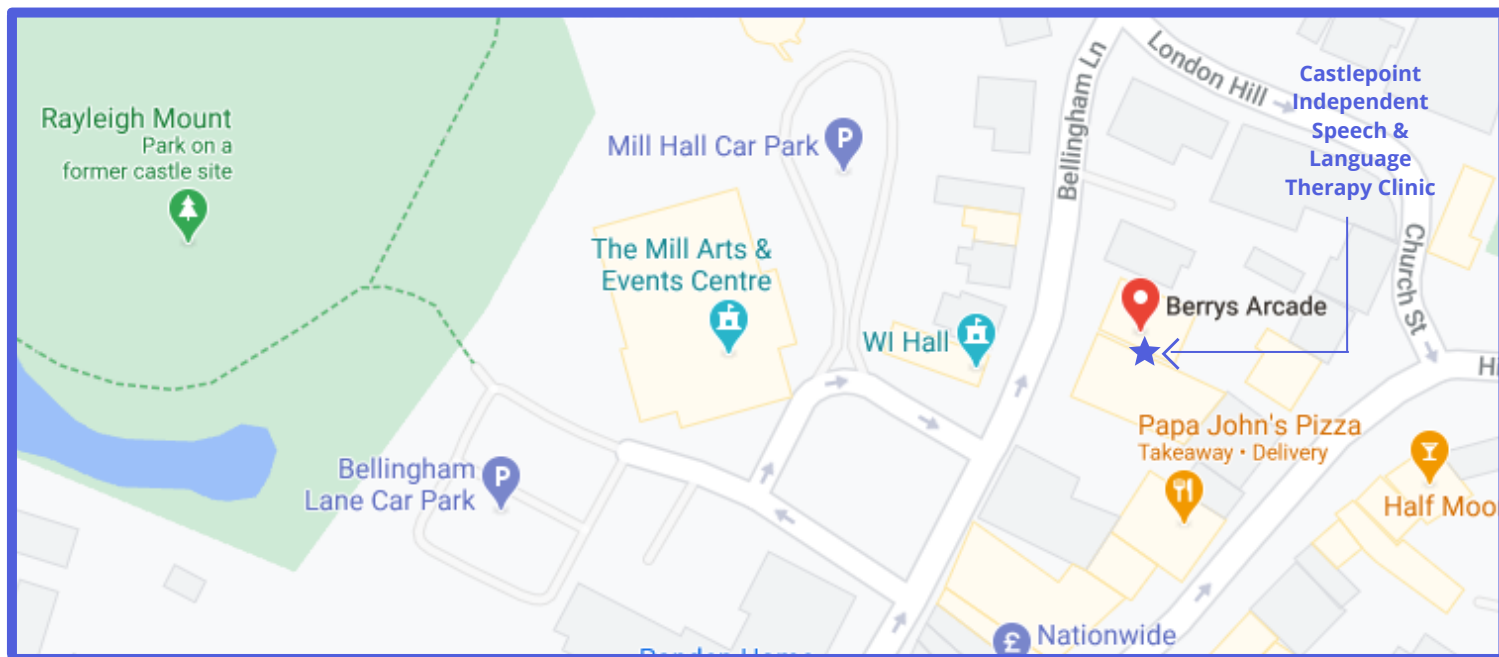 Rayleigh Mount
Park on a
former castle site
Mill Hall Car Park
P
Bellingham Ln
London Hill
Castlepoint
Independent
Speech &
Language
Therapy Clinic
The Mill Arts &
Events Centre
WI Hall
Berrys Arcade
Church St
Papa John's Pizza
Takeaway • Delivery
Bellingham
Lane Car Park
P
Half Moo
£
Nationwide